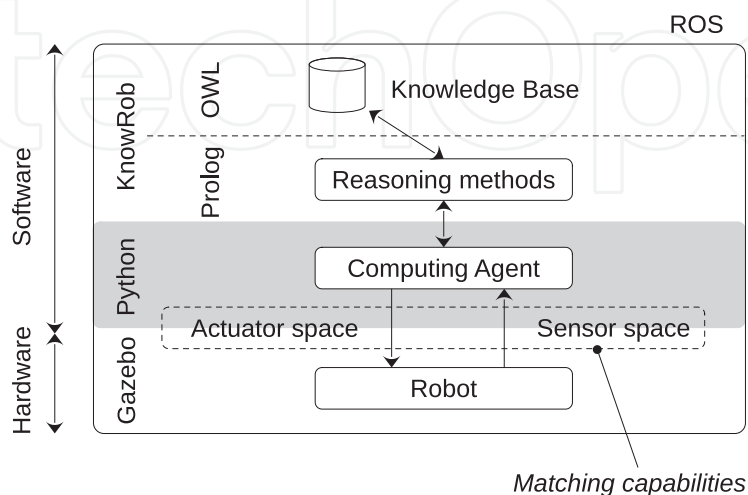 ROS
OWL
Knowledge Base
KnowRob
Prolog
Reasoning methods
Software
Python
Computing Agent
Actuator space
Sensor space
Hardware
Gazebo
Robot
Matching capabilities